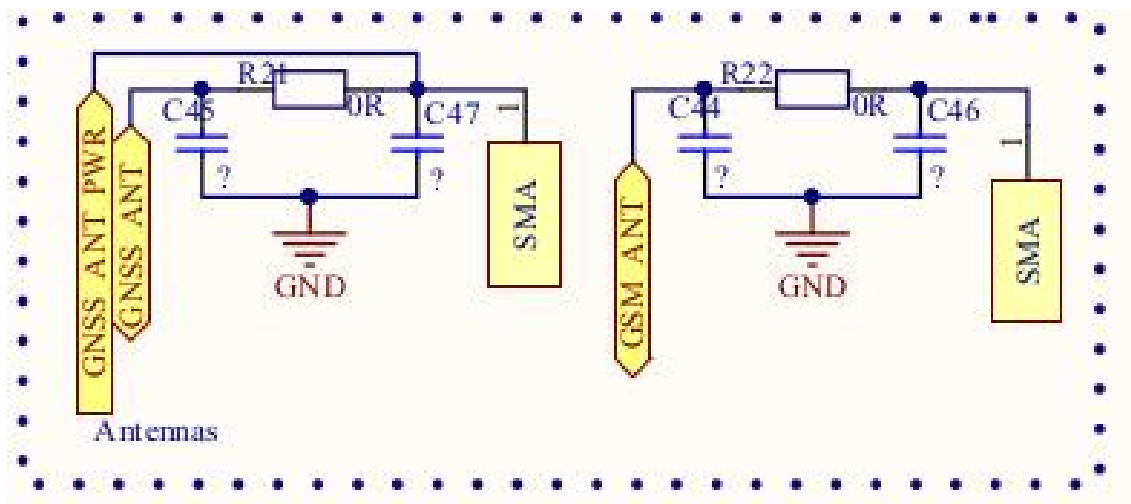 R21
0R
C45
?
C47
?
1
SMA
GND
GNSS ANT PWR
GNSS ANT
R22
0R
C44
?
C46
?
1
SMA
GND
GSM ANT
Antennas